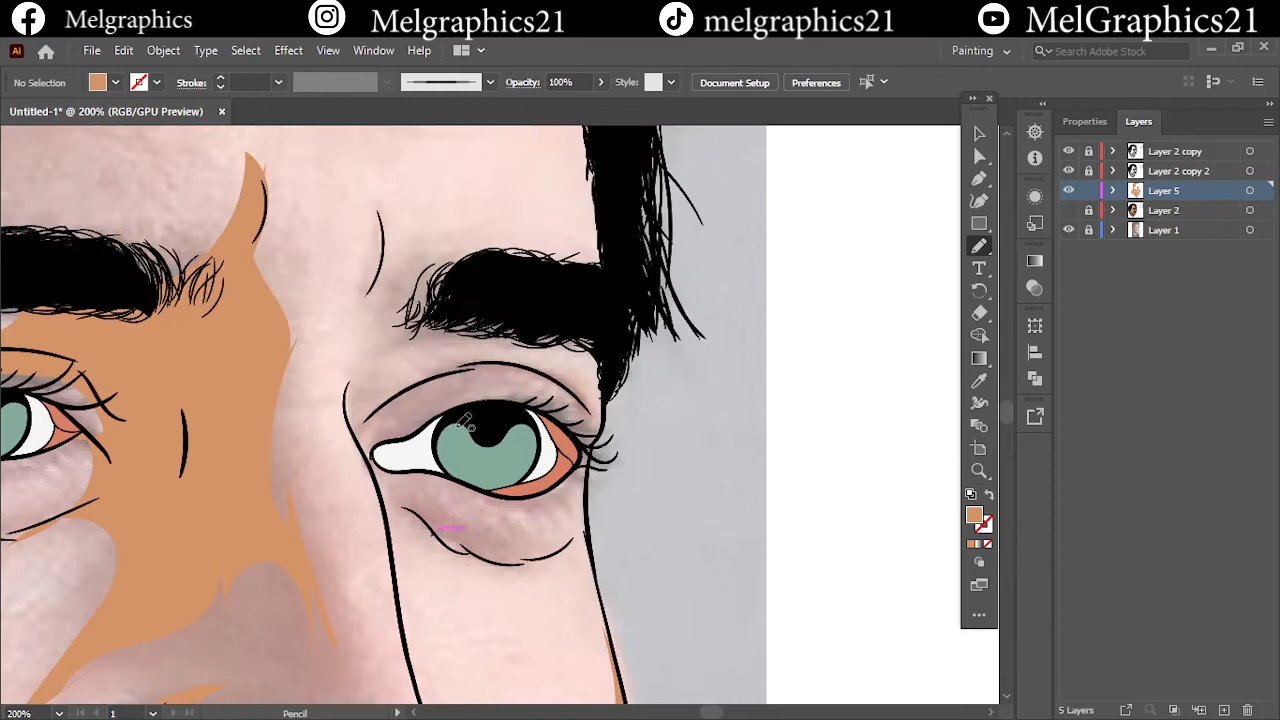 Melgraphics Melgraphics21 melgraphics21 MelGraphics21
Ai File Edit Object Type Select Effect View Window Help Painting Search Adobe Stock
No Selection Stroke: Opacity: 100% Style: Document Setup Preferences
Untitled-1* @ 200% (RGB/GPU Preview)
Properties Layers
Layer 2 copy
Layer 2 copy 2
Layer 5
Layer 2
Layer 1
200% 1 Pencil 5 Layers